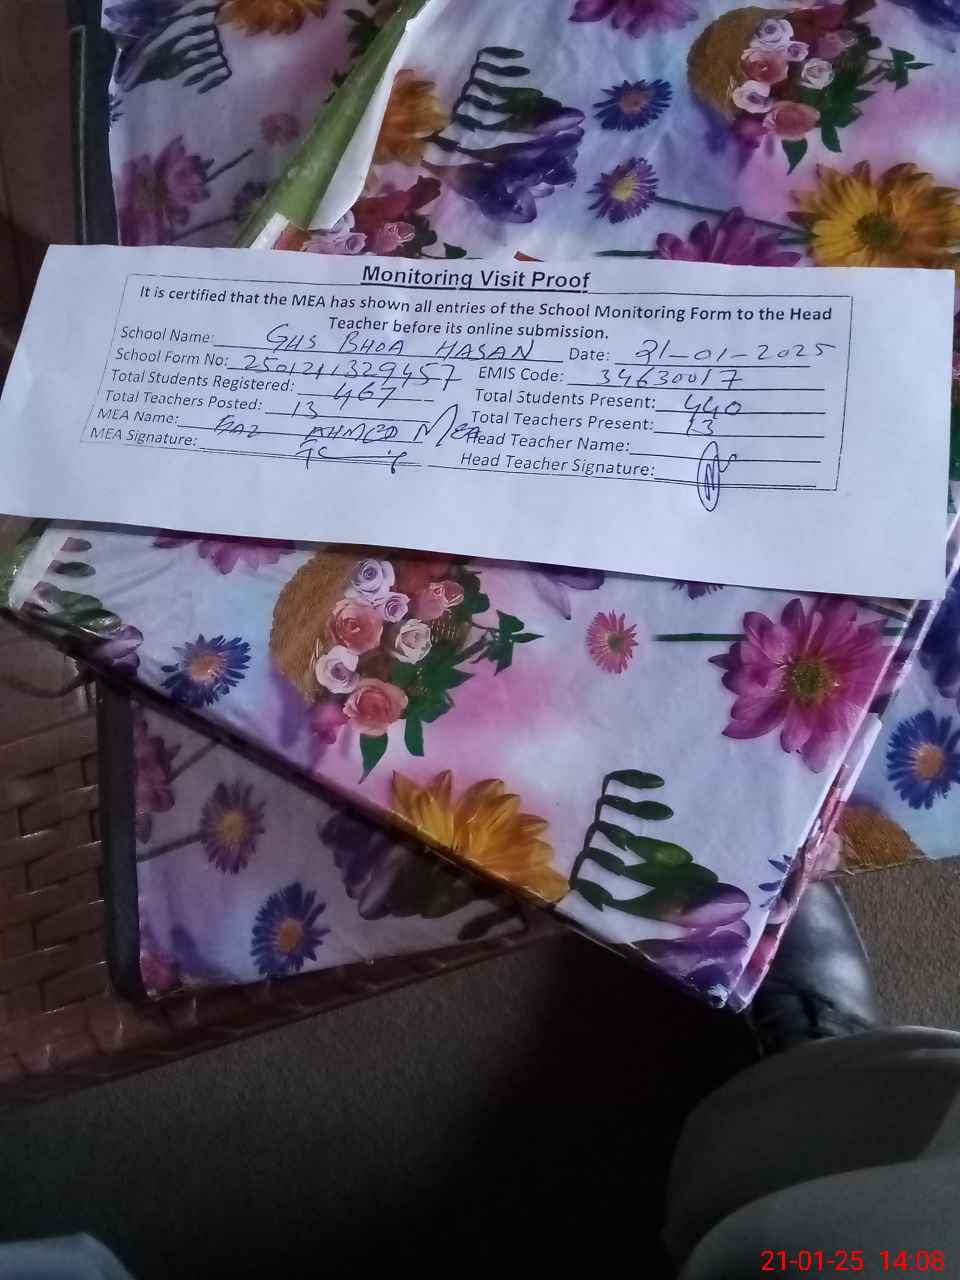 Monitoring Visit Proof
It is certified that the MEA has shown all entries of the School Monitoring Form to the Head
Teacher before its online submission.
School Name: GHS BHOA HASAN Date: 21-01-2025
School Form No: EMIS Code: 34630017
Total Students Registered: 467 Total Students Present: 440
Total Teachers Posted: 13 Total Teachers Present: 13
MEA Name: AHMED MEA Head Teacher Name:
MEA Signature: Head Teacher Signature:
21-01-25 14:08